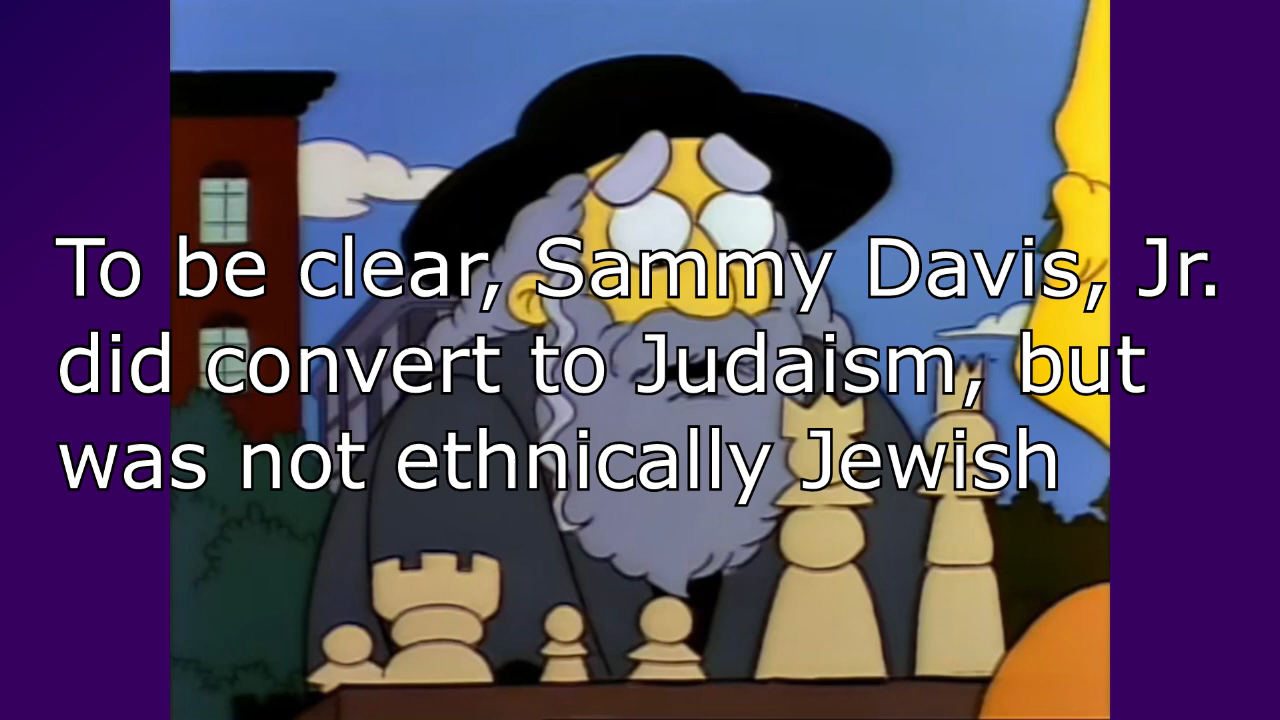 To be clear, Sammy Davis, Jr.
did convert to Judaism, but
was not ethnically Jewish